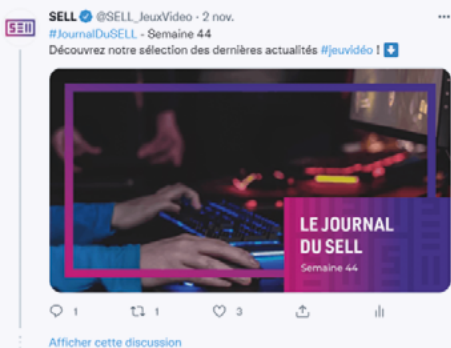 SELL @SELL_JeuxVideo · 2 nov.
#JournalDuSELL - Semaine 44
Découvrez notre sélection des dernières actualités #jeuvidéo ! ⬇️
SELL
LE JOURNAL
DU SELL
Semaine 44
1 1 3
Afficher cette discussion